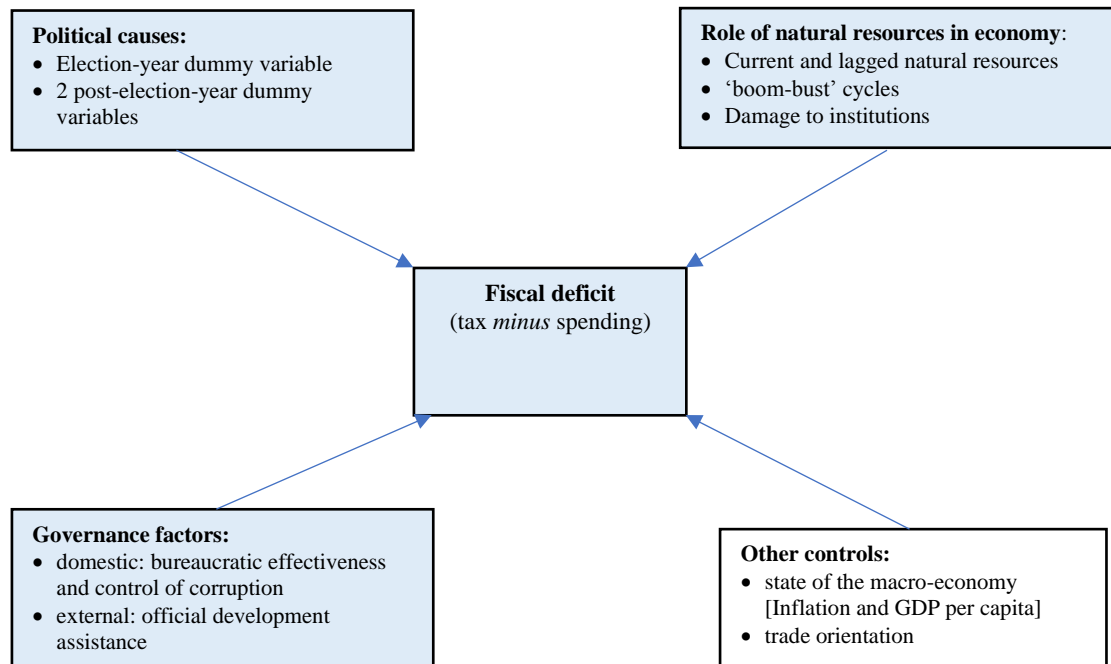 Political causes:
• Election-year dummy variable
• 2 post-election-year dummy
variables
Role of natural resources in economy:
• Current and lagged natural resources
• ‘boom-bust’ cycles
• Damage to institutions
Fiscal deficit
(tax minus spending)
Governance factors:
• domestic: bureaucratic effectiveness
and control of corruption
• external: official development
assistance
Other controls:
• state of the macro-economy
[Inflation and GDP per capita]
• trade orientation